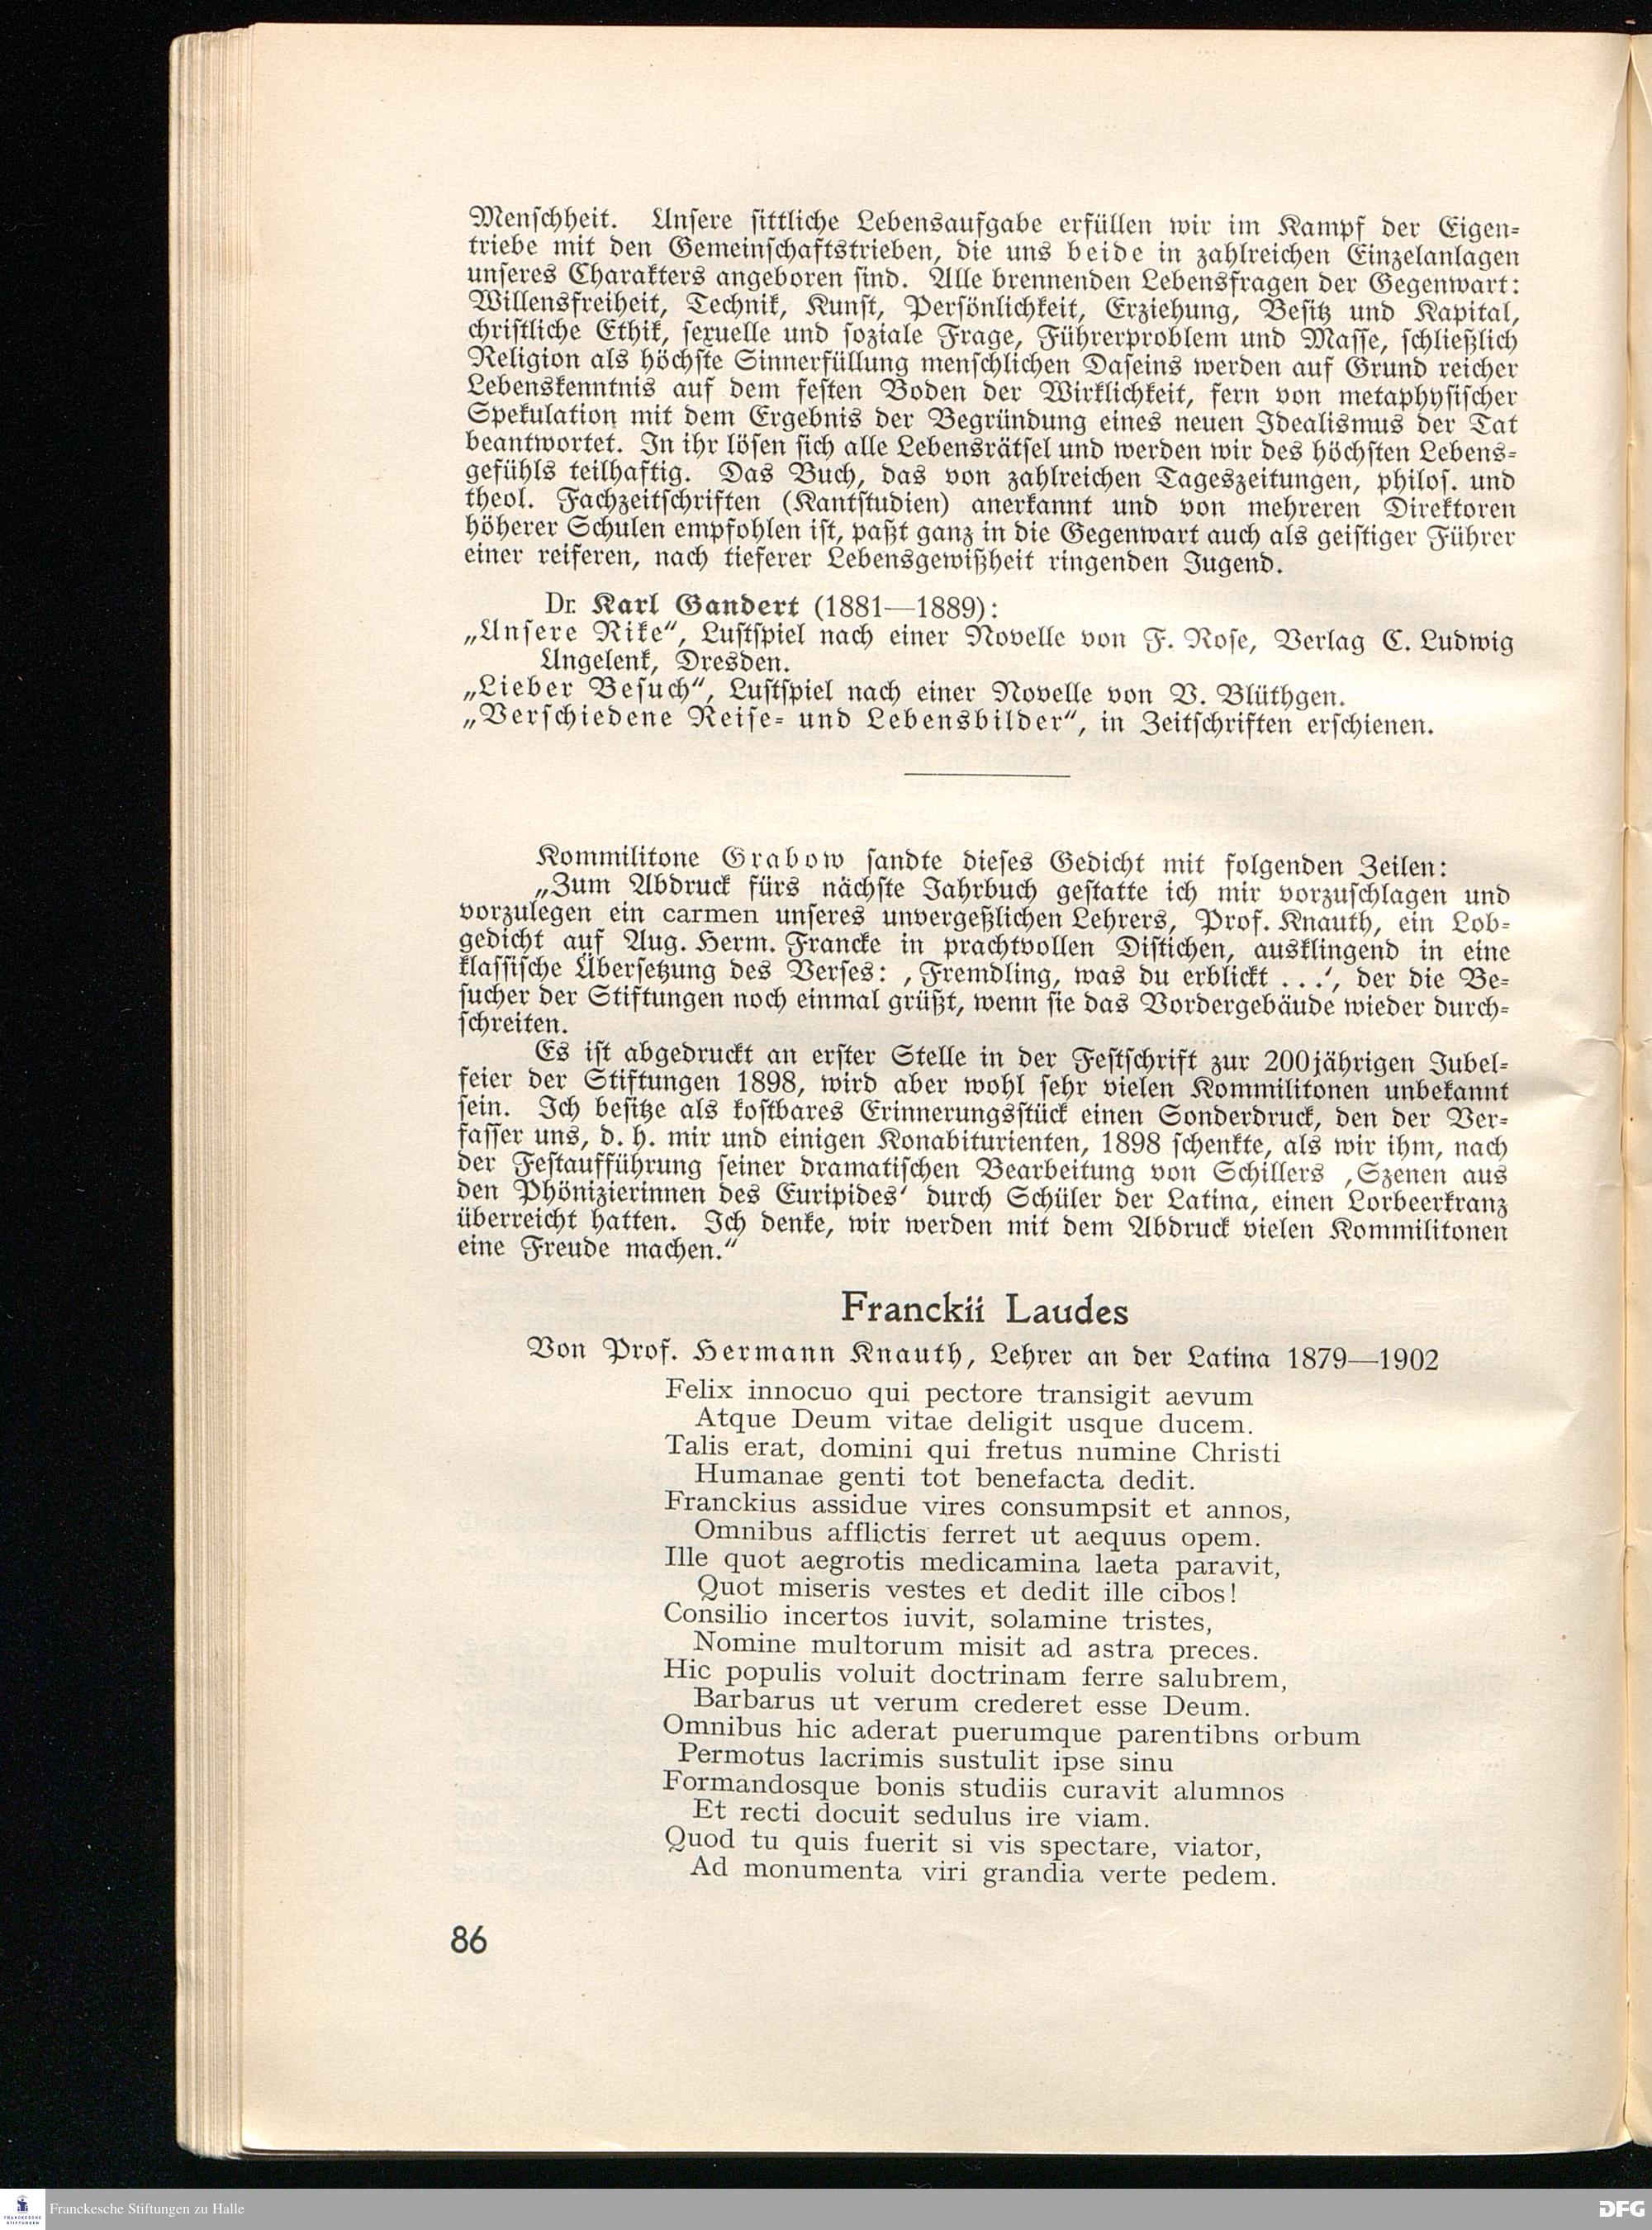 Menschheit. Unsere sittliche Lebensaufgabe erfüllen wir im Kampf der Eigen-
triebe mit den Gemeinschaftstrieben, die uns beide in zahlreichen Einzelanlagen
unseres Charakters angeboren sind. Alle brennenden Lebensfragen der Gegenwart:
Willensfreiheit, Technik, Kunst, Persönlichkeit, Erziehung, Besitz und Kapital,
christliche Ethik, sexuelle und soziale Frage, Führerproblem und Masse, schließlich
Religion als höchste Sinnerfüllung menschlichen Daseins werden auf Grund reicher
Lebenskenntnis auf dem festen Boden der Wirklichkeit, fern von metaphysischer
Spekulation mit dem Ergebnis der Begründung eines neuen Idealismus der Tat
beantwortet. In ihr lösen sich alle Lebensrätsel und werden wir des höchsten Lebens-
gefühls teilhaftig. Das Buch, das von zahlreichen Tageszeitungen, philos. und
theol. Fachzeitschriften (Kantstudien) anerkannt und von mehreren Direktoren
höherer Schulen empfohlen ist, paßt ganz in die Gegenwart auch als geistiger Führer
einer reiferen, nach tieferer Lebensgewißheit ringenden Jugend.
Dr. Karl Gandert (1881—1889):
„Unsere Rike“, Lustspiel nach einer Novelle von F. Rose, Verlag C. Ludwig
Ungelenk, Dresden.
„Lieber Besuch“, Lustspiel nach einer Novelle von V. Blüthgen.
„Verschiedene Reise- und Lebensbilder“, in Zeitschriften erschienen.
Kommilitone Grabow sandte dieses Gedicht mit folgenden Zeilen:
„Zum Abdruck fürs nächste Jahrbuch gestatte ich mir vorzuschlagen und
vorzulegen ein carmen unseres unvergeßlichen Lehrers, Prof. Knauth, ein Lob-
gedicht auf Aug. Herm. Francke in prachtvollen Distichen, ausklingend in eine
klassische Übersetzung des Verses: ‚Fremdling, was du erblickt . . .‘, der die Be-
sucher der Stiftungen noch einmal grüßt, wenn sie das Vordergebäude wieder durch-
schreiten.
Es ist abgedruckt an erster Stelle in der Festschrift zur 200jährigen Jubel-
feier der Stiftungen 1898, wird aber wohl sehr vielen Kommilitonen unbekannt
sein. Ich besitze als kostbares Erinnerungsstück einen Sonderdruck, den der Ver-
fasser uns, d. h. mir und einigen Konabiturienten, 1898 schenkte, als wir ihm, nach
der Festaufführung seiner dramatischen Bearbeitung von Schillers ‚Szenen aus
den Phönizierinnen des Euripides‘ durch Schüler der Latina, einen Lorbeerkranz
überreicht hatten. Ich denke, wir werden mit dem Abdruck vielen Kommilitonen
eine Freude machen.“
Franckii Laudes
Von Prof. Hermann Knauth, Lehrer an der Latina 1879—1902
Felix innocuo qui pectore transigit aevum
Atque Deum vitae deligit usque ducem.
Talis erat, domini qui fretus numine Christi
Humanae genti tot benefacta dedit.
Franckius assidue vires consumpsit et annos,
Omnibus afflictis ferret ut aequus opem.
Ille quot aegrotis medicamina laeta paravit,
Quot miseris vestes et dedit ille cibos!
Consilio incertos iuvit, solamine tristes,
Nomine multorum misit ad astra preces.
Hic populis voluit doctrinam ferre salubrem,
Barbarus ut verum crederet esse Deum.
Omnibus hic aderat puerumque parentibns orbum
Permotus lacrimis sustulit ipse sinu
Formandosque bonis studiis curavit alumnos
Et recti docuit sedulus ire viam.
Quod tu quis fuerit si vis spectare, viator,
Ad monumenta viri grandia verte pedem.
86
Franckesche Stiftungen zu Halle
DFG